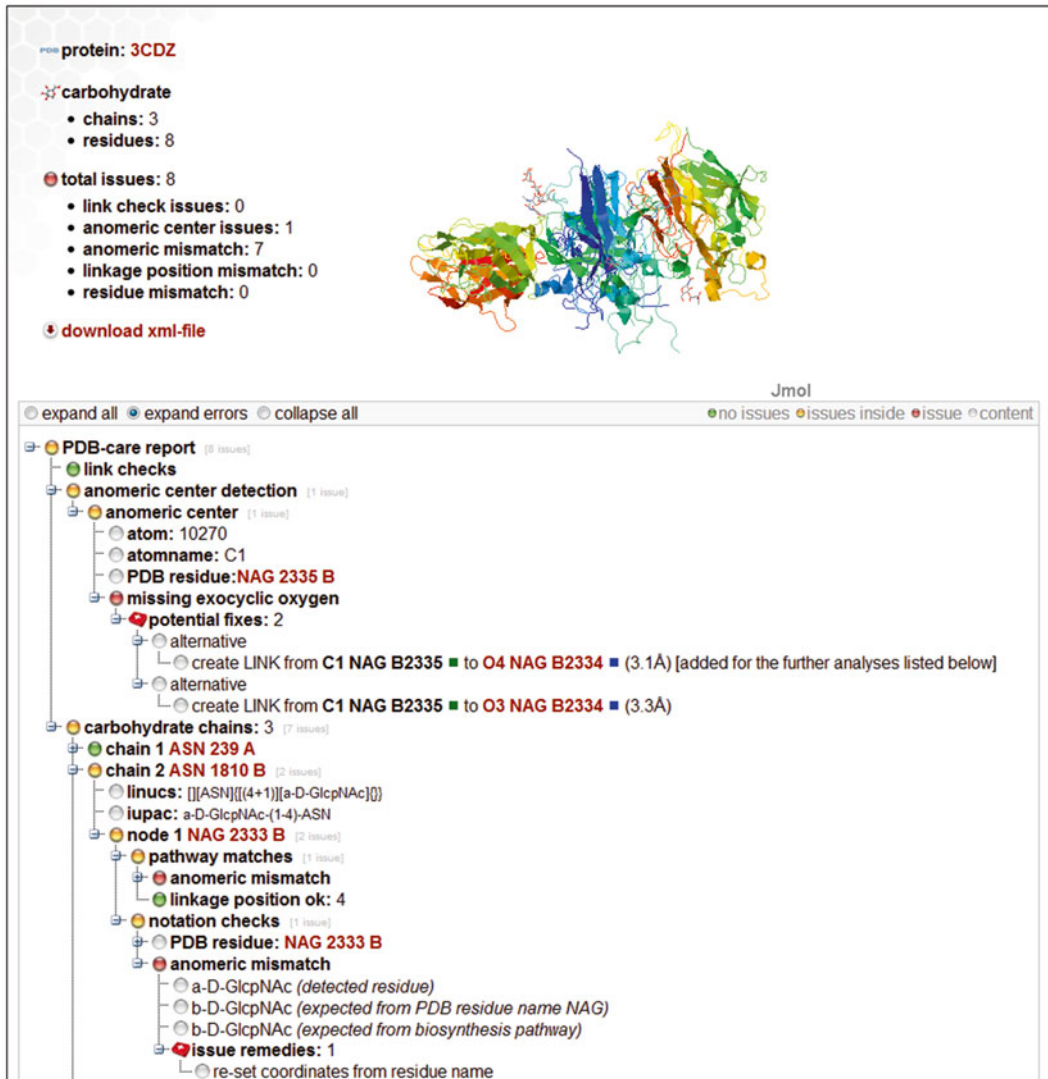 PDB protein: 3CDZ
carbohydrate
• chains: 3
• residues: 8
total issues: 8
• link check issues: 0
• anomeric center issues: 1
• anomeric mismatch: 7
• linkage position mismatch: 0
• residue mismatch: 0
download xml-file
Jmol
expand all expand errors collapse all no issues issues inside issue content
PDB-care report [8 issues]
link checks
anomeric center detection [1 issue]
anomeric center [1 issue]
atom: 10270
atomname: C1
PDB residue:NAG 2335 B
missing exocyclic oxygen
potential fixes: 2
alternative
create LINK from C1 NAG B2335 to O4 NAG B2334 (3.1Å) [added for the further analyses listed below]
alternative
create LINK from C1 NAG B2335 to O3 NAG B2334 (3.3Å)
carbohydrate chains: 3 [7 issues]
chain 1 ASN 239 A
chain 2 ASN 1810 B [2 issues]
linucs: [][ASN]{[(4+1)][a-D-GlcpNAc]{}}
iupac: a-D-GlcpNAc-(1-4)-ASN
node 1 NAG 2333 B [2 issues]
pathway matches [1 issue]
anomeric mismatch
linkage position ok: 4
notation checks [1 issue]
PDB residue: NAG 2333 B
anomeric mismatch
a-D-GlcpNAc (detected residue)
b-D-GlcpNAc (expected from PDB residue name NAG)
b-D-GlcpNAc (expected from biosynthesis pathway)
issue remedies: 1
re-set coordinates from residue name